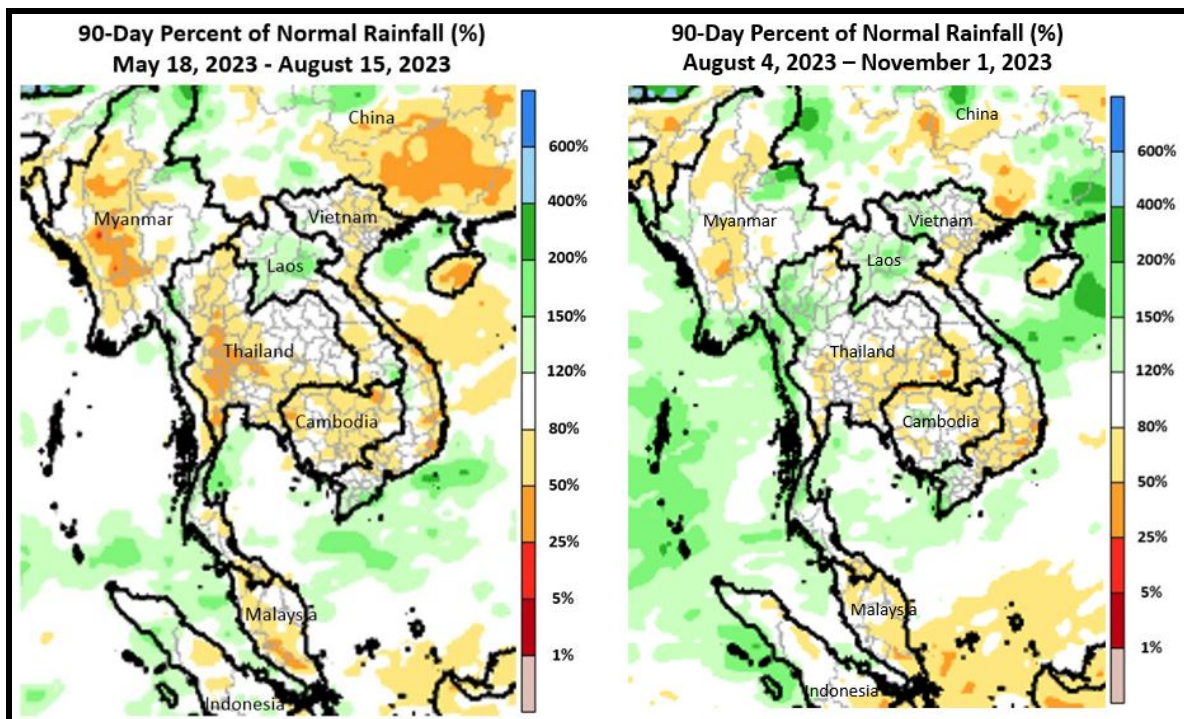 90-Day Percent of Normal Rainfall (%)
May 18, 2023 - August 15, 2023
China
Myanmar
Vietnam
Laos
Thailand
Cambodia
Malaysia
Indonesia
600%
400%
200%
150%
120%
80%
50%
25%
5%
1%
90-Day Percent of Normal Rainfall (%)
August 4, 2023 – November 1, 2023
China
Myanmar
Vietnam
Laos
Thailand
Cambodia
Malaysia
Indonesia
600%
400%
200%
150%
120%
80%
50%
25%
5%
1%